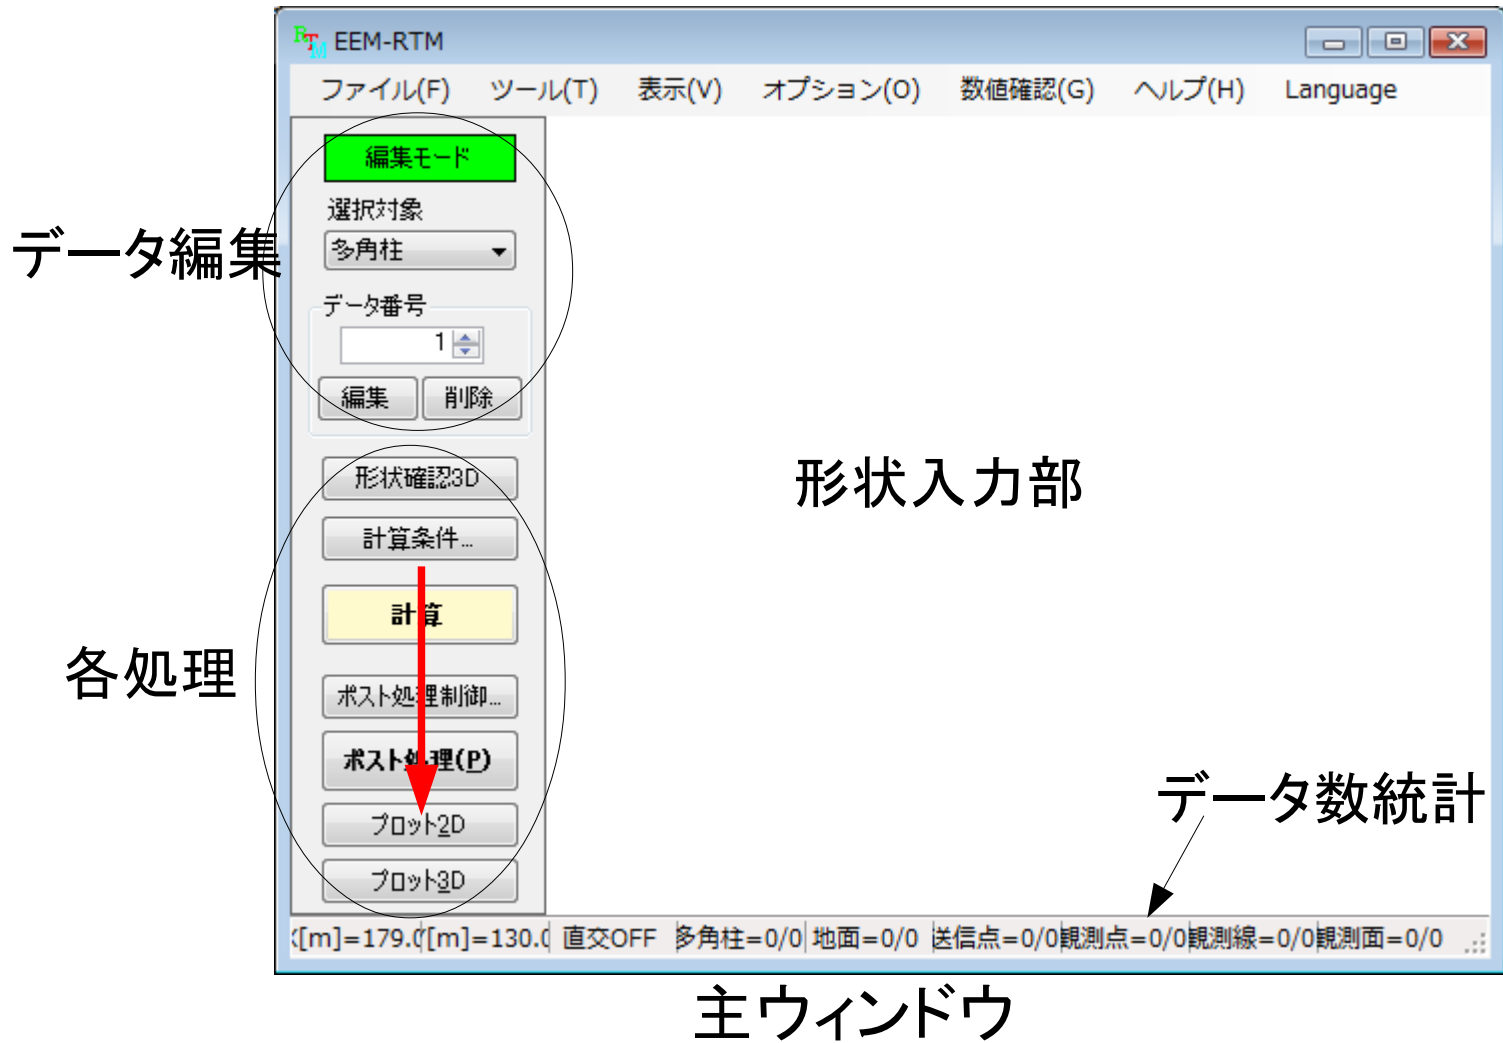 RTM EEM-RTM
ファイル(F) ツール(T) 表示(V) オプション(O) 数値確認(G) ヘルプ(H) Language
編集モード
選択対象
多角柱
データ編集
データ番号
1
編集 削除
形状確認3D
形状入力部
計算条件...
計算
各処理
ポスト処理制御...
ポスト処理(P)
データ数統計
プロット2D
プロット3D
[m]=179.0 [m]=130.0 直交OFF 多角柱=0/0 地面=0/0 送信点=0/0 観測点=0/0 観測線=0/0 観測面=0/0
主ウィンドウ